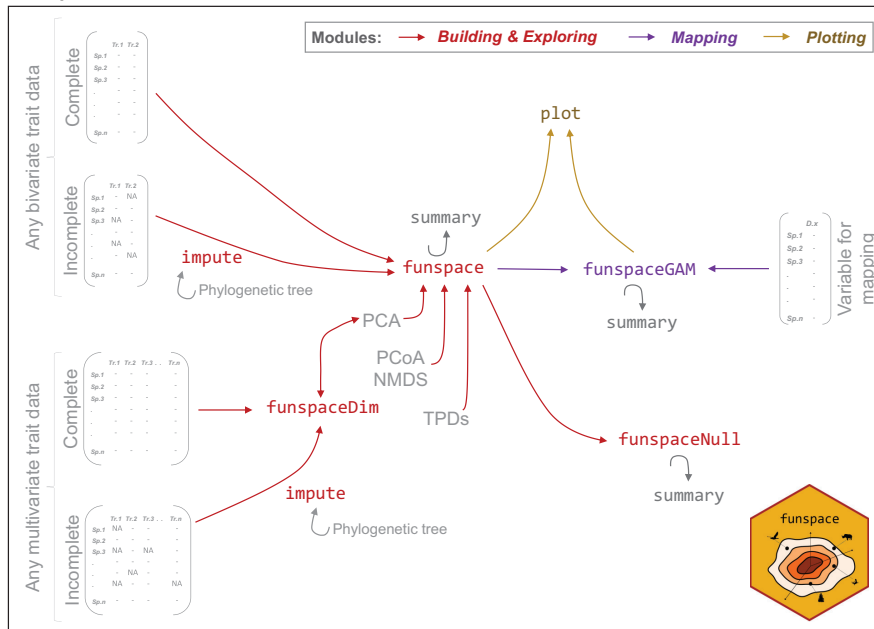 Modules: Building & Exploring Mapping Plotting
Any bivariate trait data
Complete
Tr.1 Tr.2
Sp.1 - -
Sp.2 - -
Sp.3 - -
. - -
. - -
. - -
Sp.n - -
Incomplete
Tr.1 Tr.2
Sp.1 - NA
Sp.2 - -
Sp.3 NA -
. - -
. NA -
. - NA
Sp.n - -
impute
Phylogenetic tree
plot
summary
funspace
funspaceGAM
summary
D.x
Sp.1 -
Sp.2 -
Sp.3 -
. -
. -
. -
Sp.n -
Variable for
mapping
PCA
PCoA
NMDS
TPDs
Any multivariate trait data
Complete
Tr.1 Tr.2 Tr.3 . . Tr.n
Sp.1 - - - -
Sp.2 - - - -
Sp.3 - - - -
. - - - -
. - - - -
. - - - -
Sp.n - - - -
funspaceDim
Incomplete
Tr.1 Tr.2 Tr.3 . . Tr.n
Sp.1 NA - - -
Sp.2 - - - -
Sp.3 NA - NA -
. - - - -
. - NA - -
. NA - - NA
Sp.n - - - -
impute
Phylogenetic tree
funspaceNull
summary
funspace